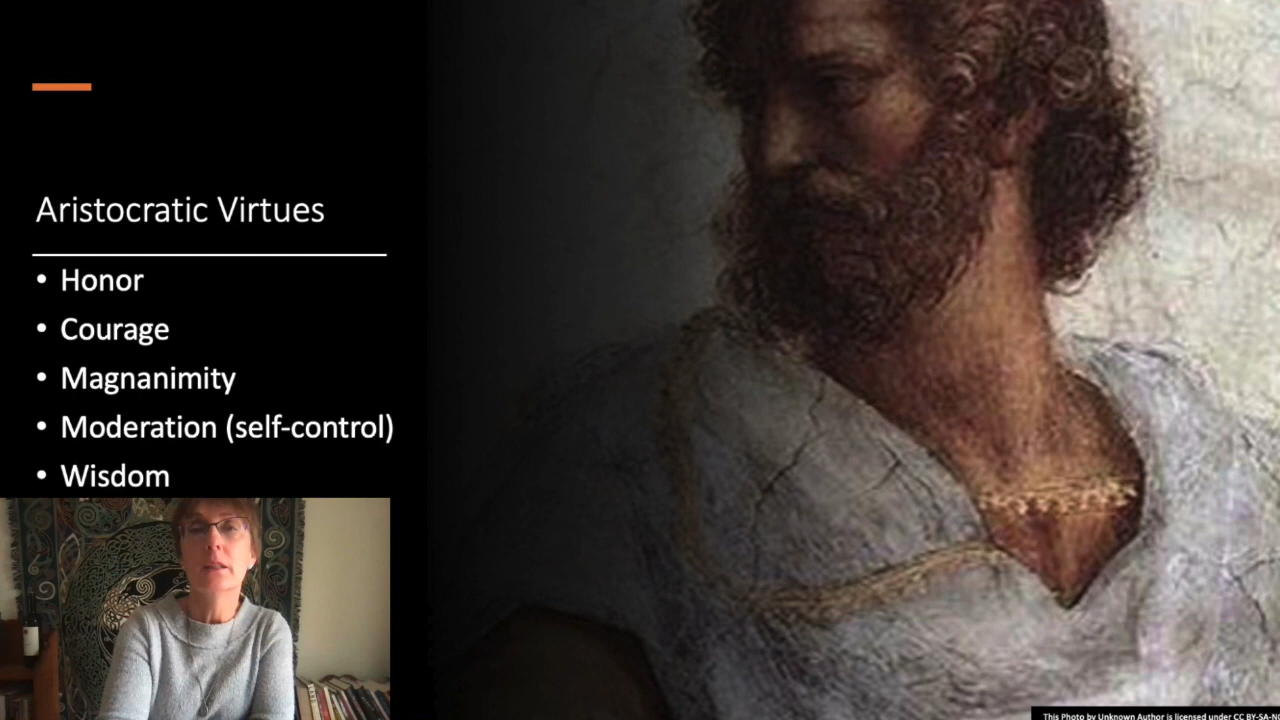 Aristocratic Virtues
• Honor
• Courage
• Magnanimity
• Moderation (self-control)
• Wisdom
This Photo by Unknown Author is licensed under CC BY-SA-N